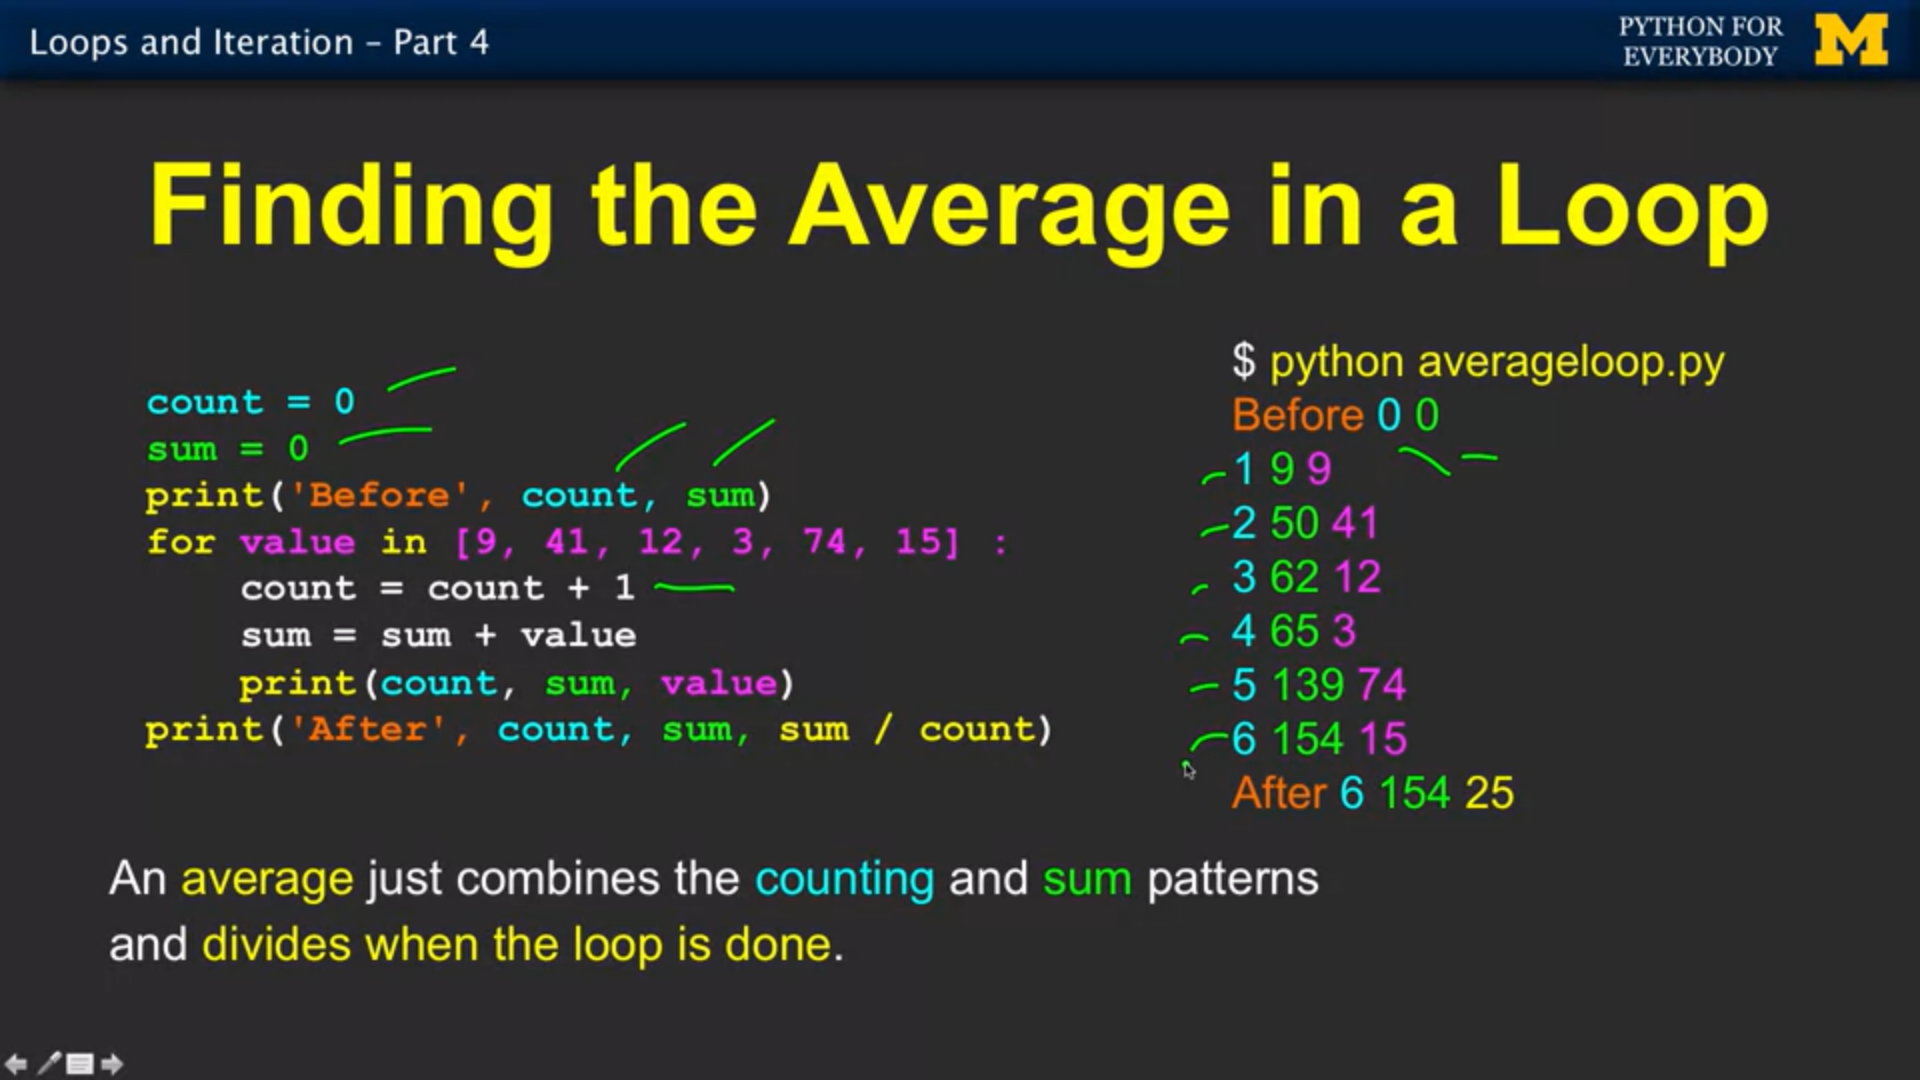 Loops and Iteration – Part 4
PYTHON FOR
EVERYBODY
M
Finding the Average in a Loop
count = 0
sum = 0
print('Before', count, sum)
for value in [9, 41, 12, 3, 74, 15] :
    count = count + 1
    sum = sum + value
    print(count, sum, value)
print('After', count, sum, sum / count)
$ python averageloop.py
Before 0 0
1 9 9
2 50 41
3 62 12
4 65 3
5 139 74
6 154 15
After 6 154 25
An average just combines the counting and sum patterns
and divides when the loop is done.